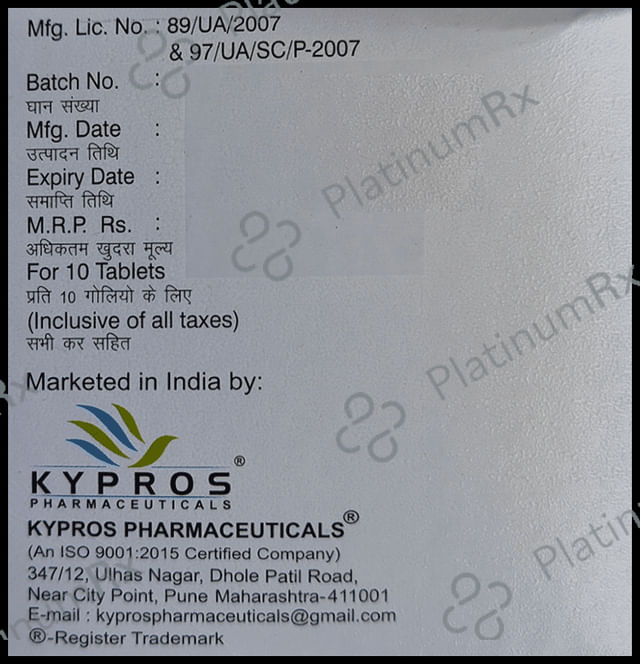 Mfg. Lic. No. : 89/UA/2007
& 97/UA/SC/P-2007
Batch No. :
घान संख्या
Mfg. Date :
उत्पादन तिथि
Expiry Date :
समाप्ति तिथि
M.R.P. Rs. :
अधिकतम खुदरा मूल्य
For 10 Tablets
प्रति 10 गोलियो के लिए
(Inclusive of all taxes)
सभी कर सहित
Marketed in India by:
KYPROS®
PHARMACEUTICALS
KYPROS PHARMACEUTICALS®
(An ISO 9001:2015 Certified Company)
347/12, Ulhas Nagar, Dhole Patil Road,
Near City Point, Pune Maharashtra-411001
E-mail : kyprospharmaceuticals@gmail.com
®-Register Trademark
PlatinumRx
PlatinumRx